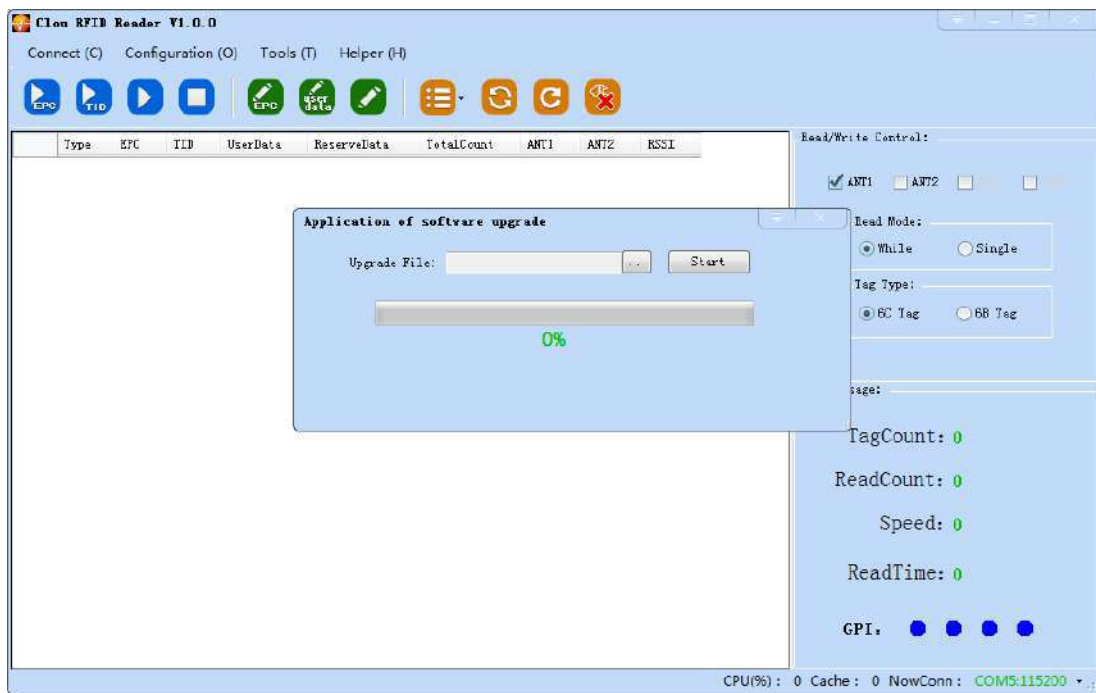 Clou RFID Reader V1.0.0
Connect (C) Configuration (O) Tools (T) Helper (H)
EPC TID EPC user data
Type EPC TID UserData ReserveData TotalCount ANT1 ANT2 RSSI
Read/Write Control:
ANT1 ANT2
Application of software upgrade
Read Mode:
While Single
Upgrade File: .. Start
Tag Type:
6C Tag 6B Tag
0%
sage:
TagCount: 0
ReadCount: 0
Speed: 0
ReadTime: 0
GPI:
CPU(%) : 0 Cache : 0 NowConn : COM5:115200